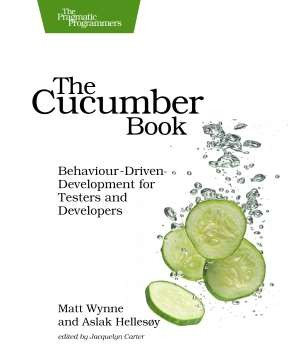 The
Pragmatic
Programmers
The
Cucumber
Book
Behaviour-Driven
Development for
Testers and
Developers
Matt Wynne
and Aslak Hellesøy
edited by Jacquelyn Carter